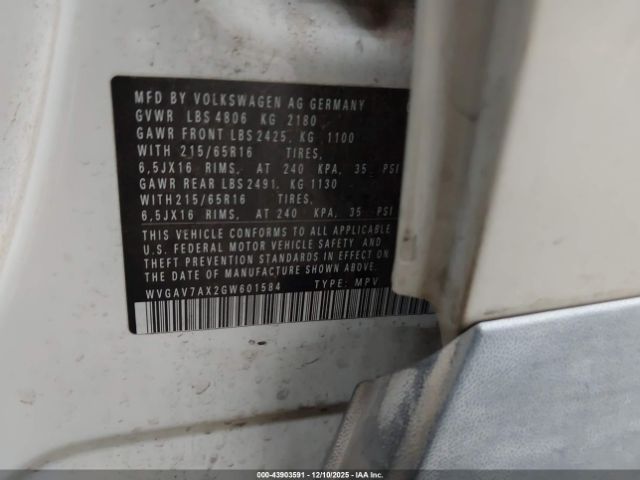 MFD BY VOLKSWAGEN AG GERMANY
GVWR LBS 4806 KG 2180
GAWR FRONT LBS 2425, KG 1100
WITH 215/65R16 TIRES,
6,5JX16 RIMS, AT 240 KPA, 35 PSI
GAWR REAR LBS 2491, KG 1130
WITH215/65R16 TIRES,
6,5JX16 RIMS, AT 240 KPA, 35 PSI
THIS VEHICLE CONFORMS TO ALL APPLICABLE
U.S. FEDERAL MOTOR VEHICLE SAFETY AND
THEFT PREVENTION STANDARDS IN EFFECT ON
THE DATE OF MANUFACTURE SHOWN ABOVE.
WVGAV7AX2GW601584 TYPE: MPV
000-43903591 - 12/10/2025 - IAA Inc.